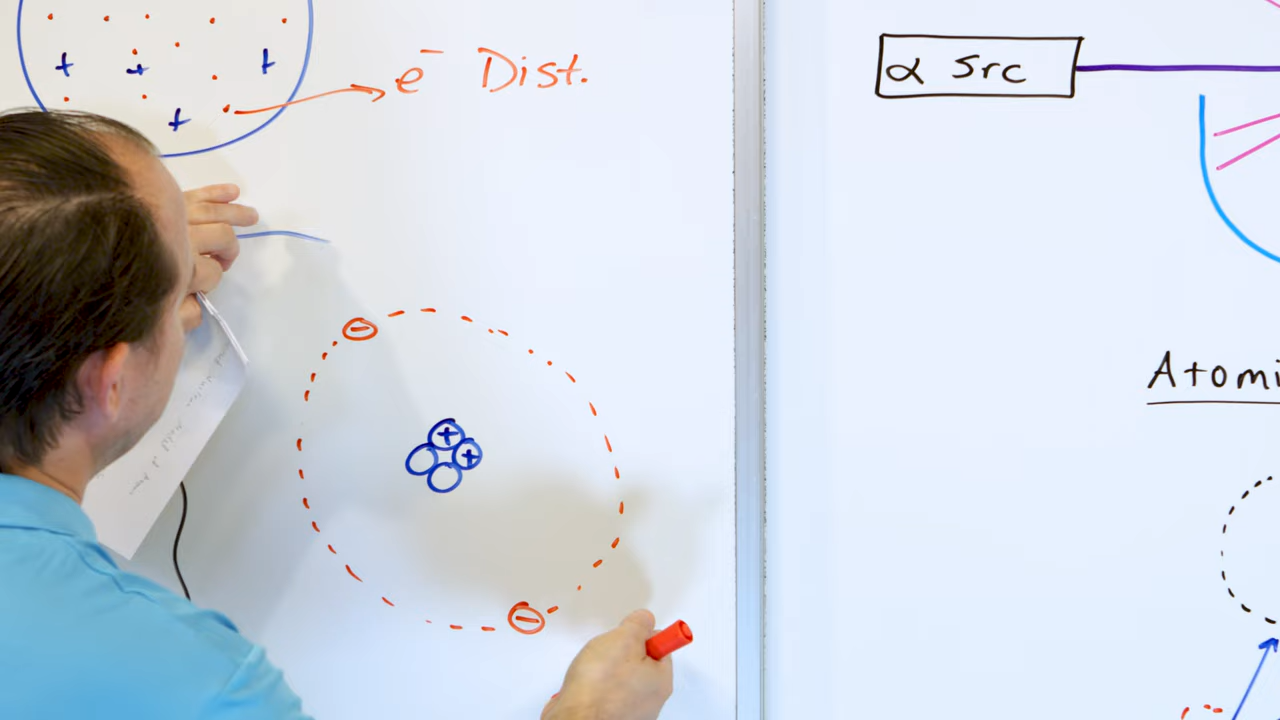 e⁻ Dist.
α Src
Atomi